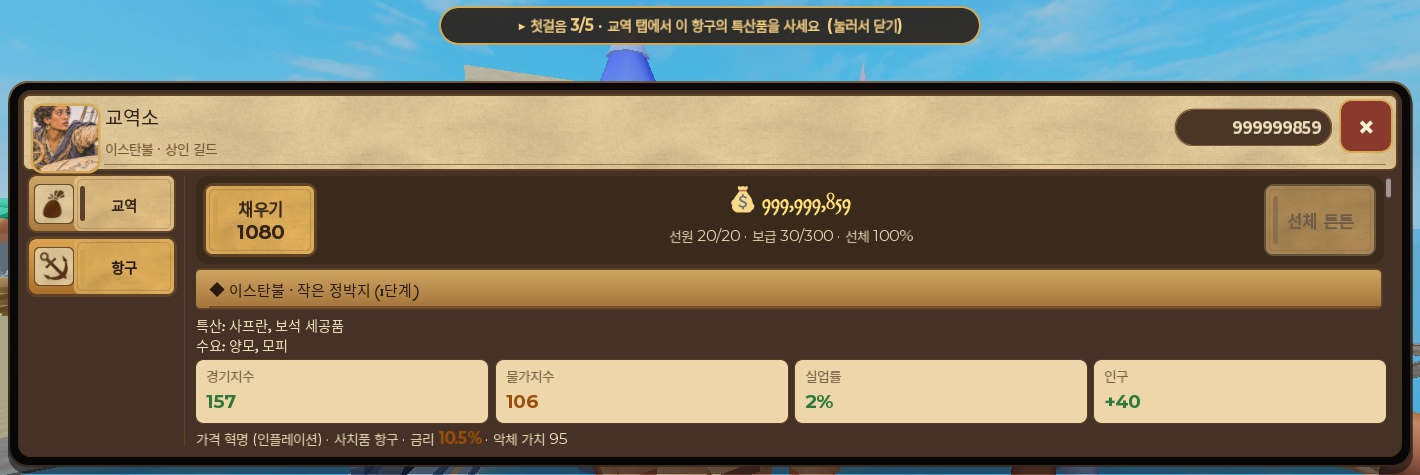 ▸ 첫걸음 3/5 · 교역 탭에서 이 항구의 특산품을 사세요 (눌러서 닫기)
교역소
이스탄불 · 상인 길드
999999859
×
교역
항구
채우기
1080
$ 999,999,859
선원 20/20 · 보급 30/300 · 선체 100%
선체 튼튼
◆ 이스탄불 · 작은 정박지 (1단계)
특산: 사프란, 보석 세공품
수요: 양모, 모피
경기지수
157
물가지수
106
실업률
2%
인구
+40
가격 혁명 (인플레이션) · 사치품 항구 · 금리 10.5% · 악체 가치 95